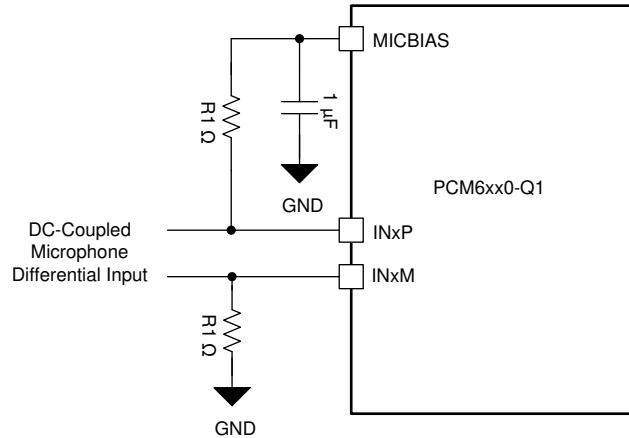 MICBIAS
R1 Ω
1 µF
PCM6xx0-Q1
GND
DC-Coupled
Microphone
Differential Input
INxP
INxM
R1 Ω
GND